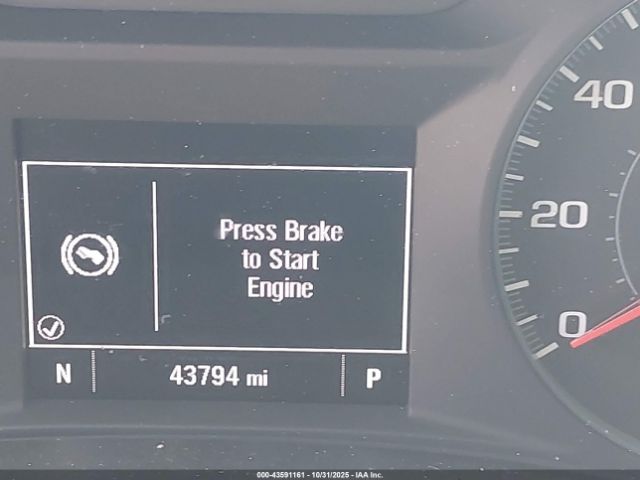 40
Press Brake
to Start
Engine
20
0
N 43794 mi P
000-43591161 - 10/31/2025 - IAA Inc.